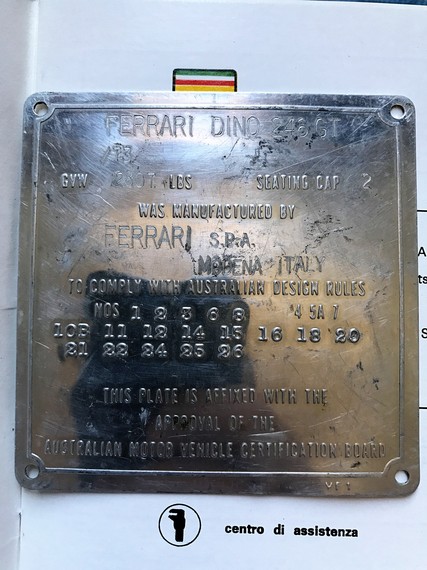 FERRARI DINO 246 GT
GVW LBS SEATING CAP 2
WAS MANUFACTURED BY
FERRARI S.P.A.
MODENA ITALY
TO COMPLY WITH AUSTRALIAN DESIGN RULES
NOS 1 2 3 6 8 4 5A 7
10B 11 12 14 15 16 18 20
21 22 24 25 26
THIS PLATE IS AFFIXED WITH THE
APPROVAL OF THE
AUSTRALIAN MOTOR VEHICLE CERTIFICATION BOARD
centro di assistenza